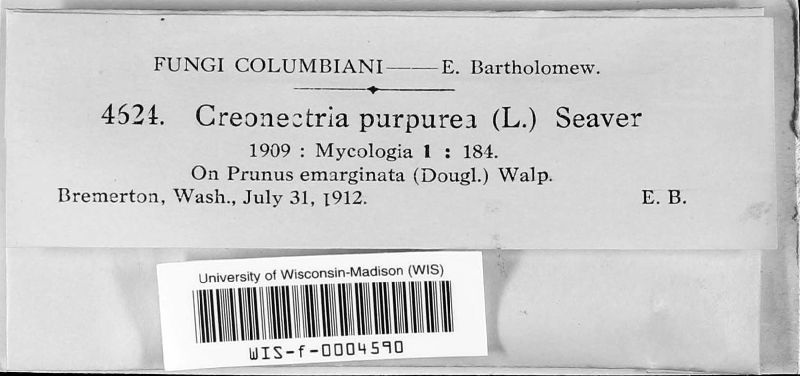 FUNGI COLUMBIANI——E. Bartholomew.
4624. Creonectria purpurea (L.) Seaver
1909 : Mycologia 1 : 184.
On Prunus emarginata (Dougl.) Walp.
Bremerton, Wash., July 31, 1912. E. B.
University of Wisconsin-Madison (WIS)
WIS-f-0004590